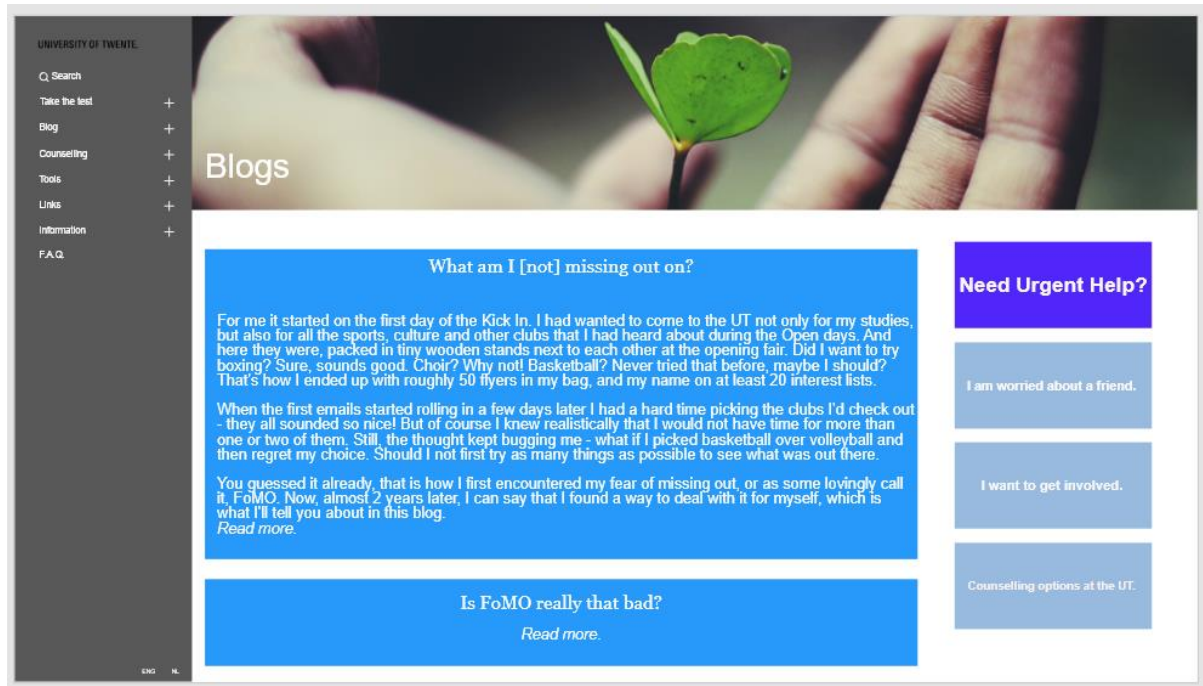 UNIVERSITY OF TWENTE.
Search
Take the test
Blog
Counselling
Tools
Links
Information
F.A.Q.
ENG NL
Blogs
What am I [not] missing out on?
For me it started on the first day of the Kick In. I had wanted to come to the UT not only for my studies,
but also for all the sports, culture and other clubs that I had heard about during the Open days. And
here they were, packed in tiny wooden stands next to each other at the opening fair. Did I want to try
boxing? Sure, sounds good. Choir? Why not! Basketball? Never tried that before, maybe I should?
That's how I ended up with roughly 50 flyers in my bag, and my name on at least 20 interest lists.
When the first emails started rolling in a few days later I had a hard time picking the clubs I'd check out
- they all sounded so nice! But of course I knew realistically that I would not have time for more than
one or two of them. Still, the thought kept bugging me - what if I picked basketball over volleyball and
then regret my choice. Should I not first try as many things as possible to see what was out there.
You guessed it already, that is how I first encountered my fear of missing out, or as some lovingly call
it, FoMO. Now, almost 2 years later, I can say that I found a way to deal with it for myself, which is
what I'll tell you about in this blog.
Read more.
Is FoMO really that bad?
Read more.
Need Urgent Help?
I am worried about a friend.
I want to get involved.
Counselling options at the UT.